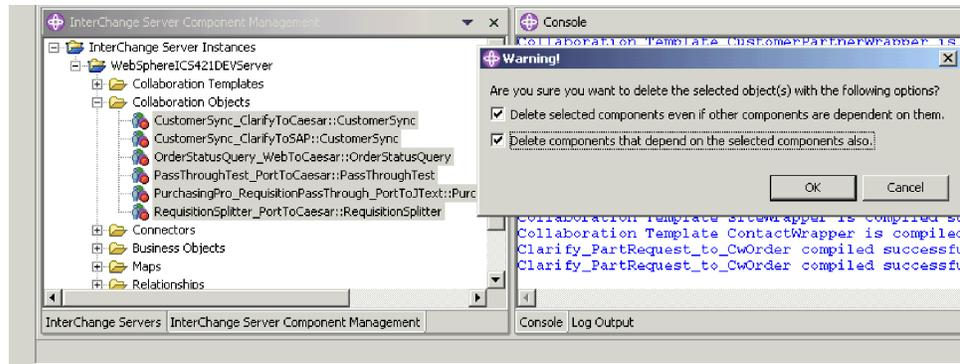 InterChange Server Component Management
InterChange Server Instances
WebSphereICS421DEVServer
Collaboration Templates
Collaboration Objects
CustomerSync_ClarifyToCaesar::CustomerSync
CustomerSync_ClarifyToSAP::CustomerSync
OrderStatusQuery_WebToCaesar::OrderStatusQuery
PassThroughTest_PortToCaesar::PassThroughTest
PurchasingPro_RequisitionPassThrough_PortToJText::Purc
RequisitionSplitter_PortToCaesar::RequisitionSplitter
Connectors
Business Objects
Maps
Relationships
InterChange Servers
InterChange Server Component Management
Console
Collaboration Template CustomerPartnerWrapper is
Warning!
Are you sure you want to delete the selected object(s) with the following options?
Delete selected components even if other components are dependent on them.
Delete components that depend on the selected components also.
OK
Cancel
Collaboration Template SiteWrapper is compiled su
Collaboration Template ContactWrapper is compiled
Clarify_PartRequest_to_CwOrder compiled successfu
Clarify_PartRequest_to_CwOrder compiled successfu
Console
Log Output